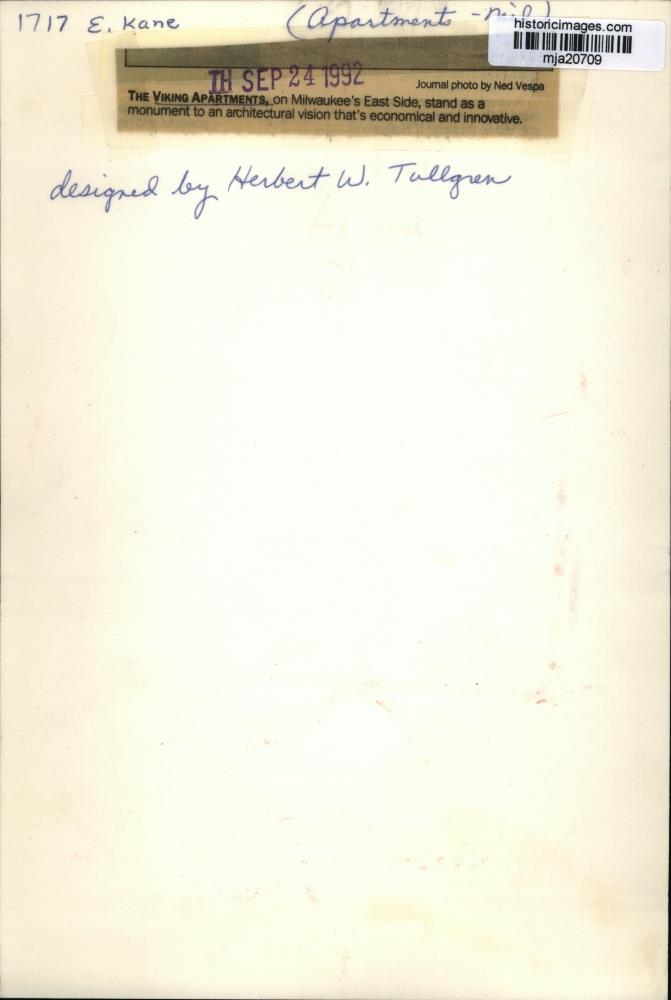 1717 E. Kane
(Apartments - Mil)
historicimages.com
mja20709
TH SEP 24 1992
Journal photo by Ned Vespa
THE VIKING APARTMENTS, on Milwaukee's East Side, stand as a
monument to an architectural vision that's economical and innovative.
designed by Herbert W. Tullgren